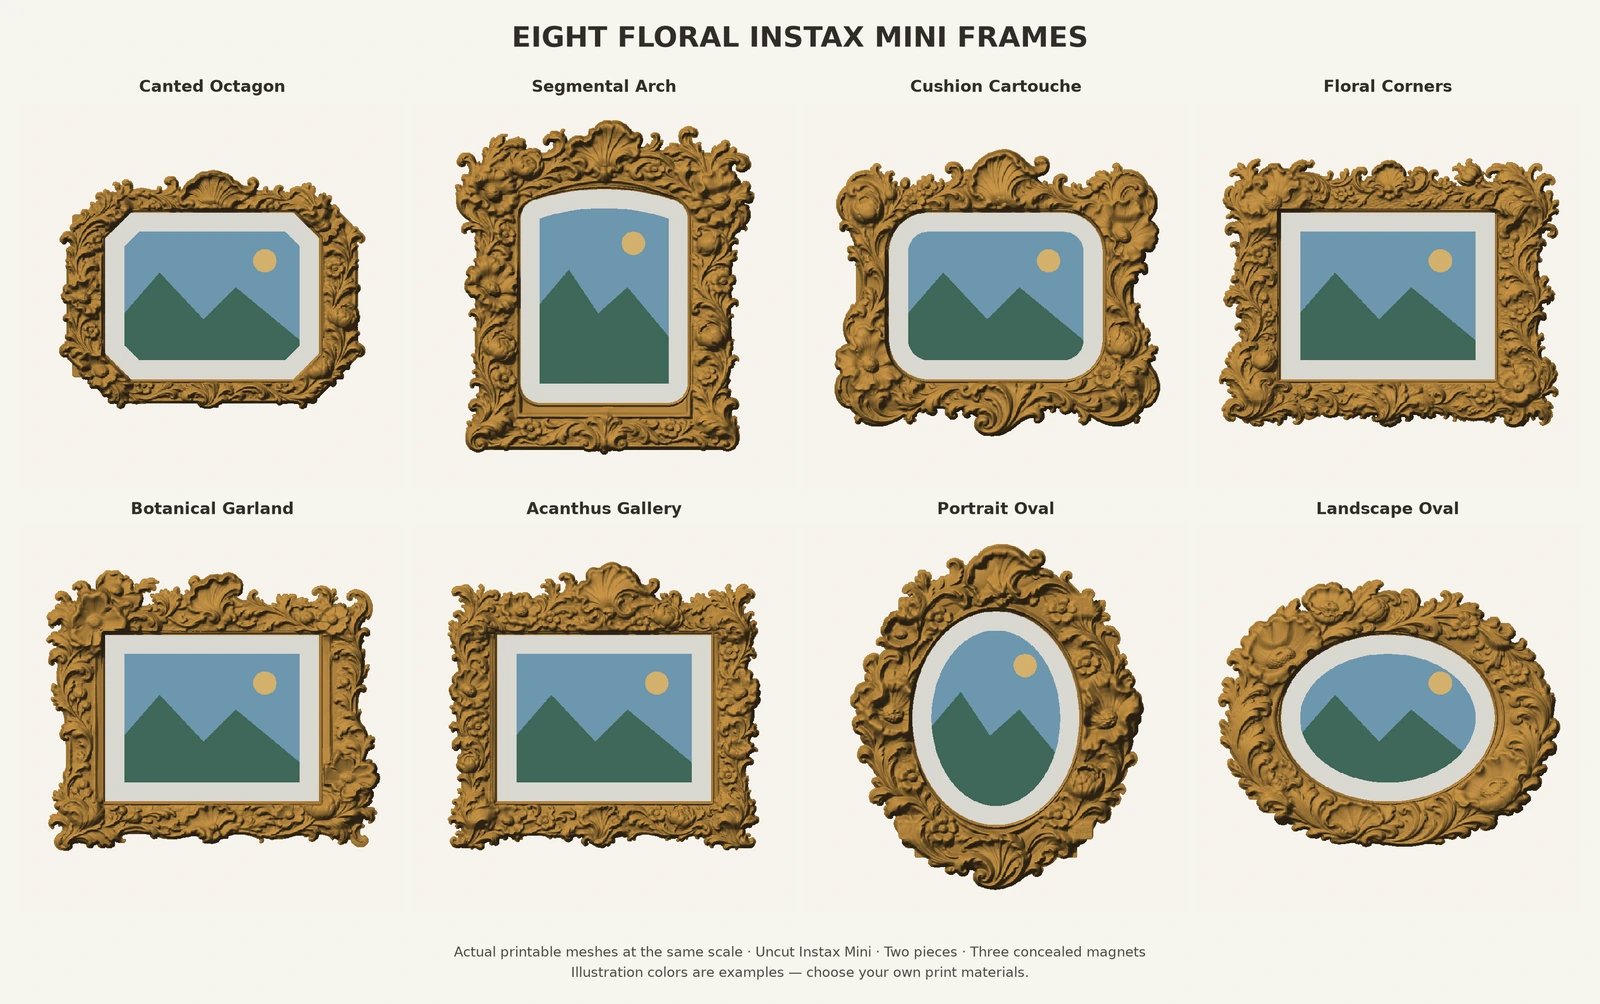 EIGHT FLORAL INSTAX MINI FRAMES
Canted Octagon
Segmental Arch
Cushion Cartouche
Floral Corners
Botanical Garland
Acanthus Gallery
Portrait Oval
Landscape Oval
Actual printable meshes at the same scale · Uncut Instax Mini · Two pieces · Three concealed magnets
Illustration colors are examples — choose your own print materials.